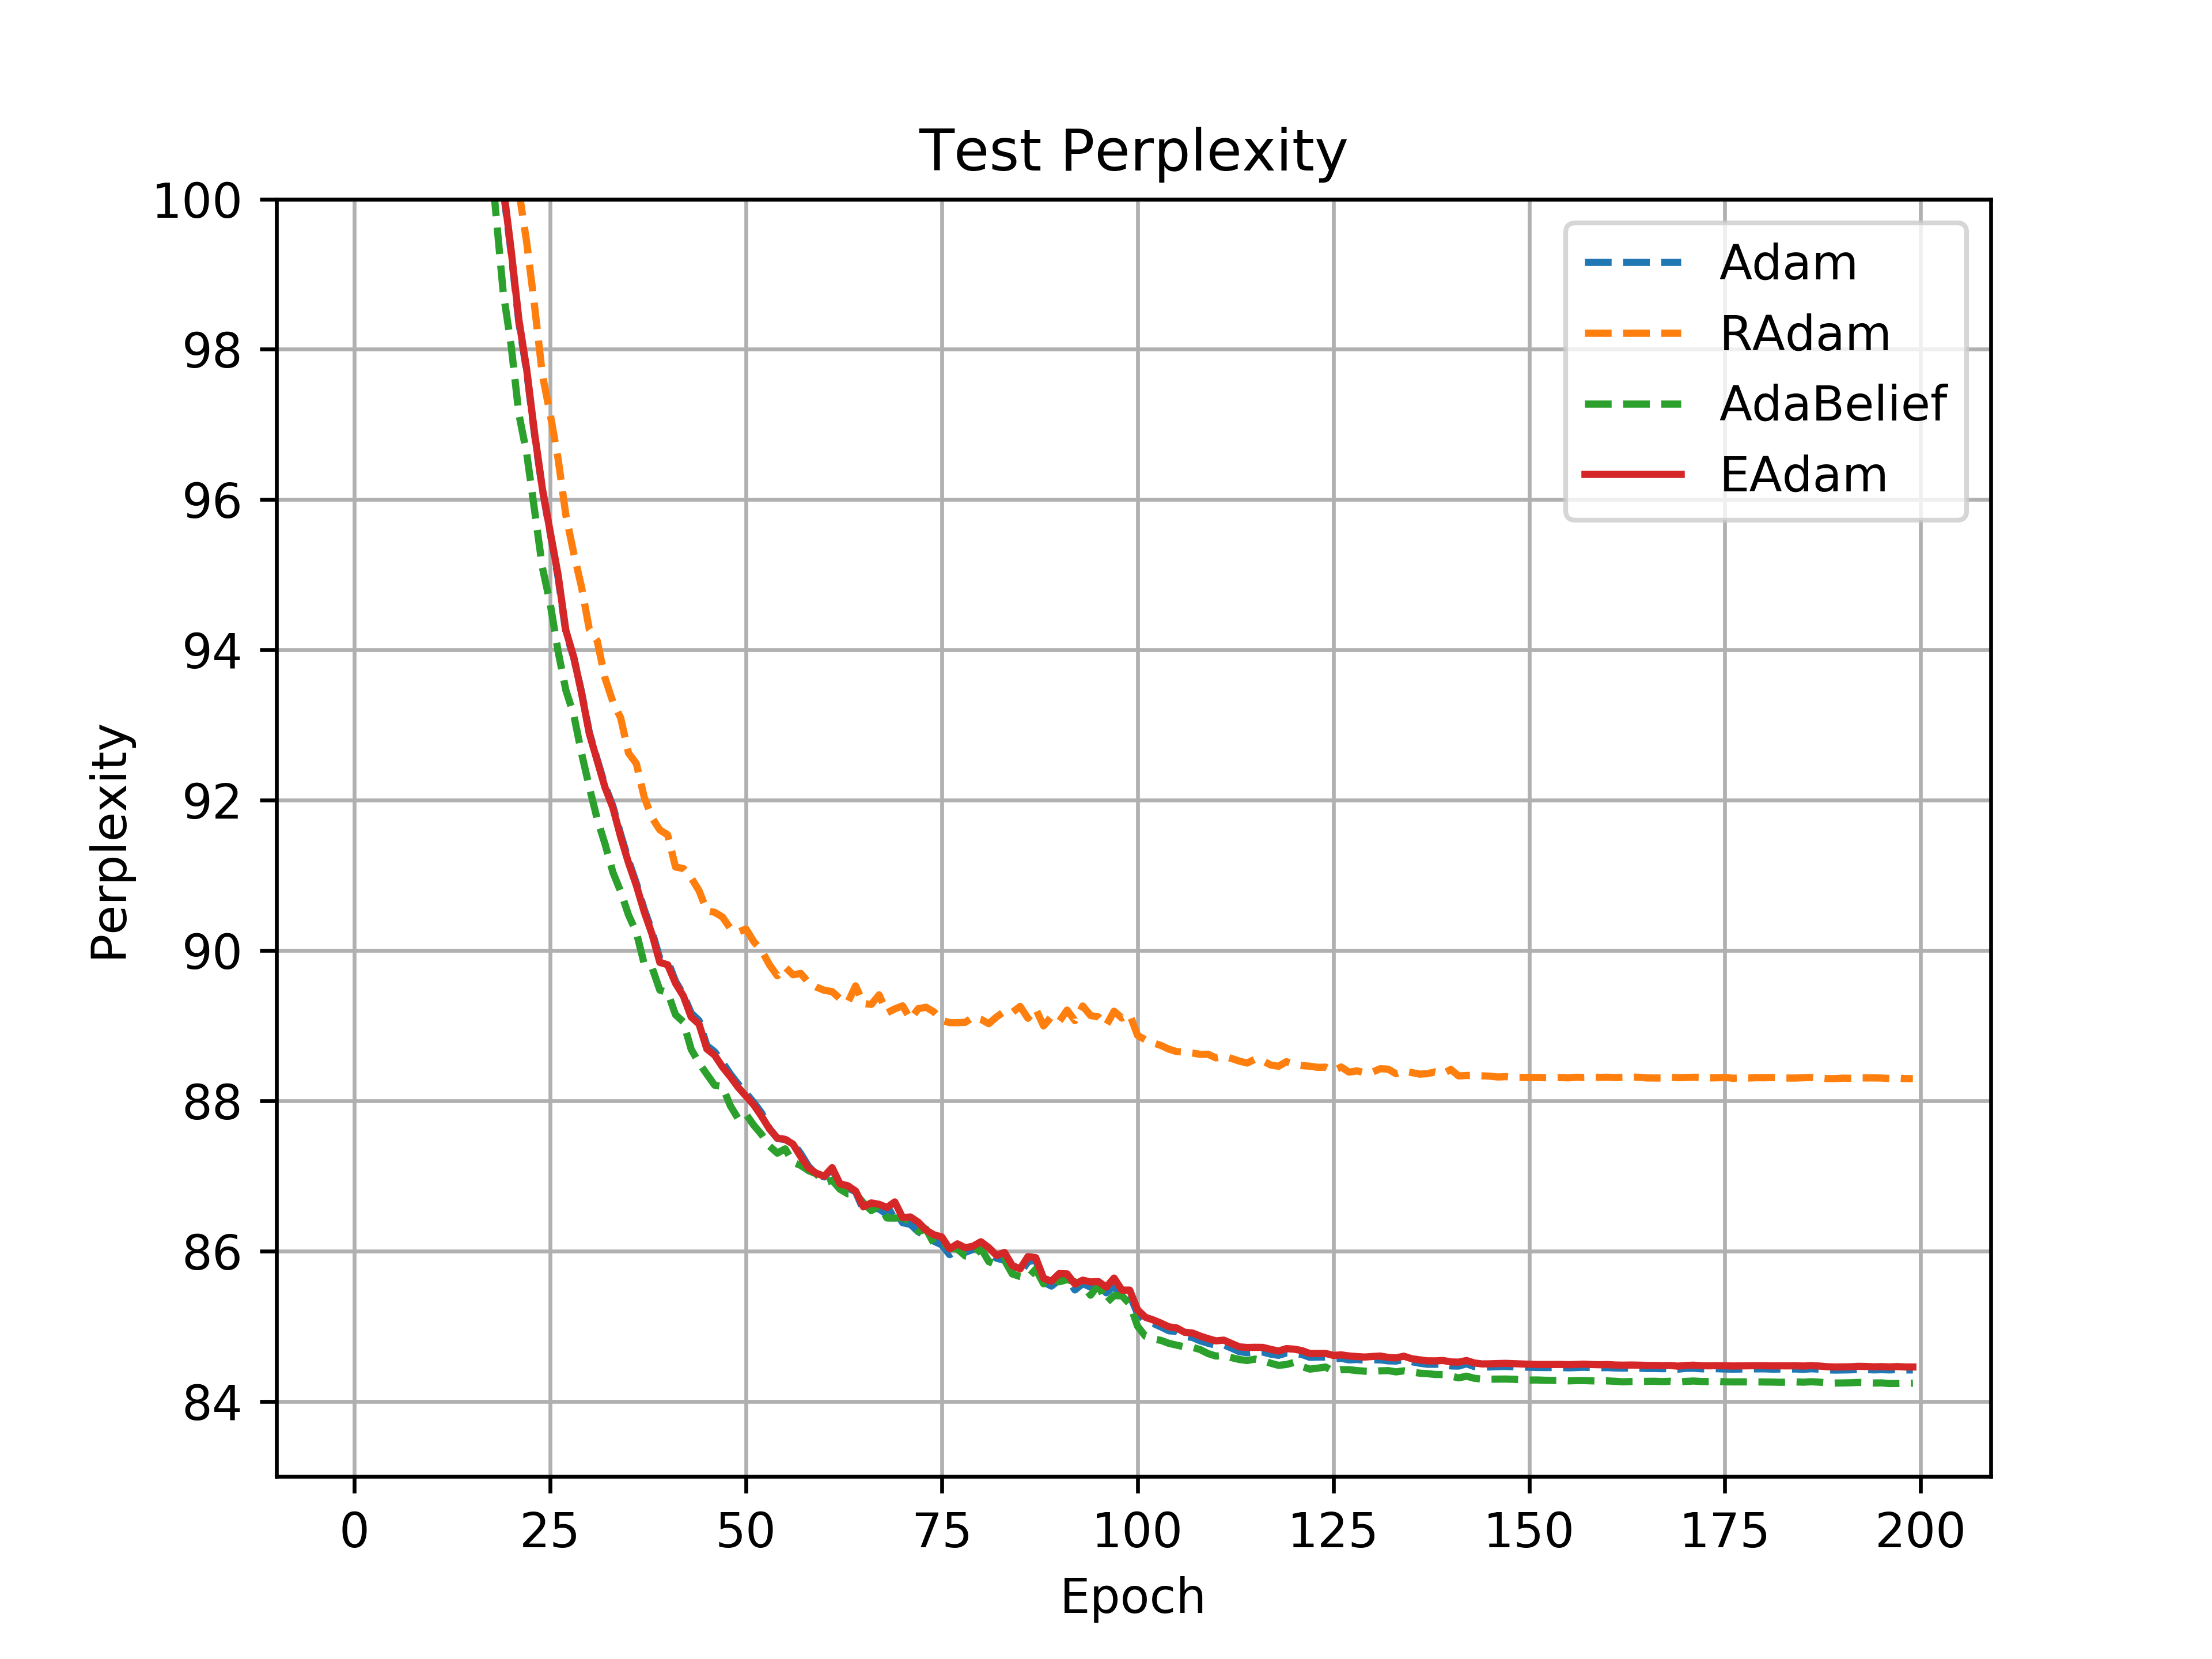 Test Perplexity
100
98
96
94
92
90
88
86
84
Perplexity
0 25 50 75 100 125 150 175 200
Epoch
Adam
RAdam
AdaBelief
EAdam